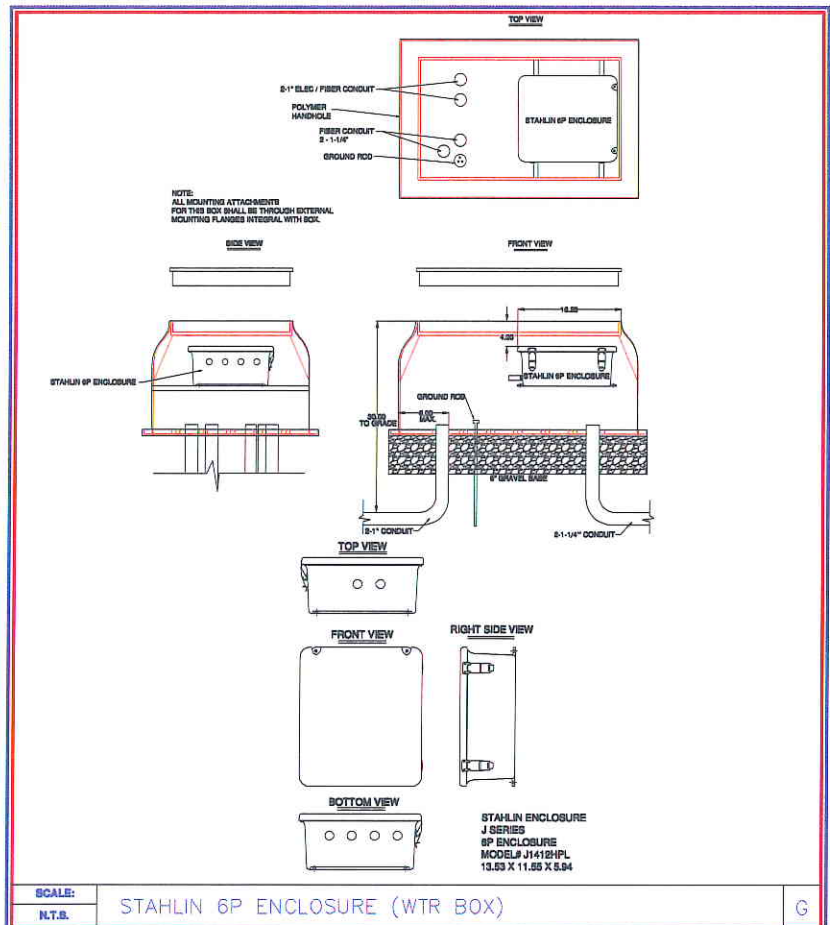 TOP VIEW
2-1" ELEC / FIBER CONDUIT
POLYMER
HANDHOLE
FIBER CONDUIT
2 - 1-1/4"
GROUND ROD
STAHLIN 6P ENCLOSURE
NOTE:
ALL MOUNTING ATTACHMENTS
FOR THIS BOX SHALL BE THROUGH EXTERNAL
MOUNTING FLANGES INTEGRAL WITH BOX.
SIDE VIEW
FRONT VIEW
4.00
STAHLIN 6P ENCLOSURE
STAHLIN 6P ENCLOSURE
GROUND ROD
MAX.
TO GRADE
6" GRAVEL BASE
2-1" CONDUIT
2-1-1/4" CONDUIT
TOP VIEW
FRONT VIEW
RIGHT SIDE VIEW
BOTTOM VIEW
STAHLIN ENCLOSURE
J SERIES
6P ENCLOSURE
MODEL# J1412HPL
13.53 X 11.55 X 5.94
SCALE:
N.T.S.
STAHLIN 6P ENCLOSURE (WTR BOX)
G